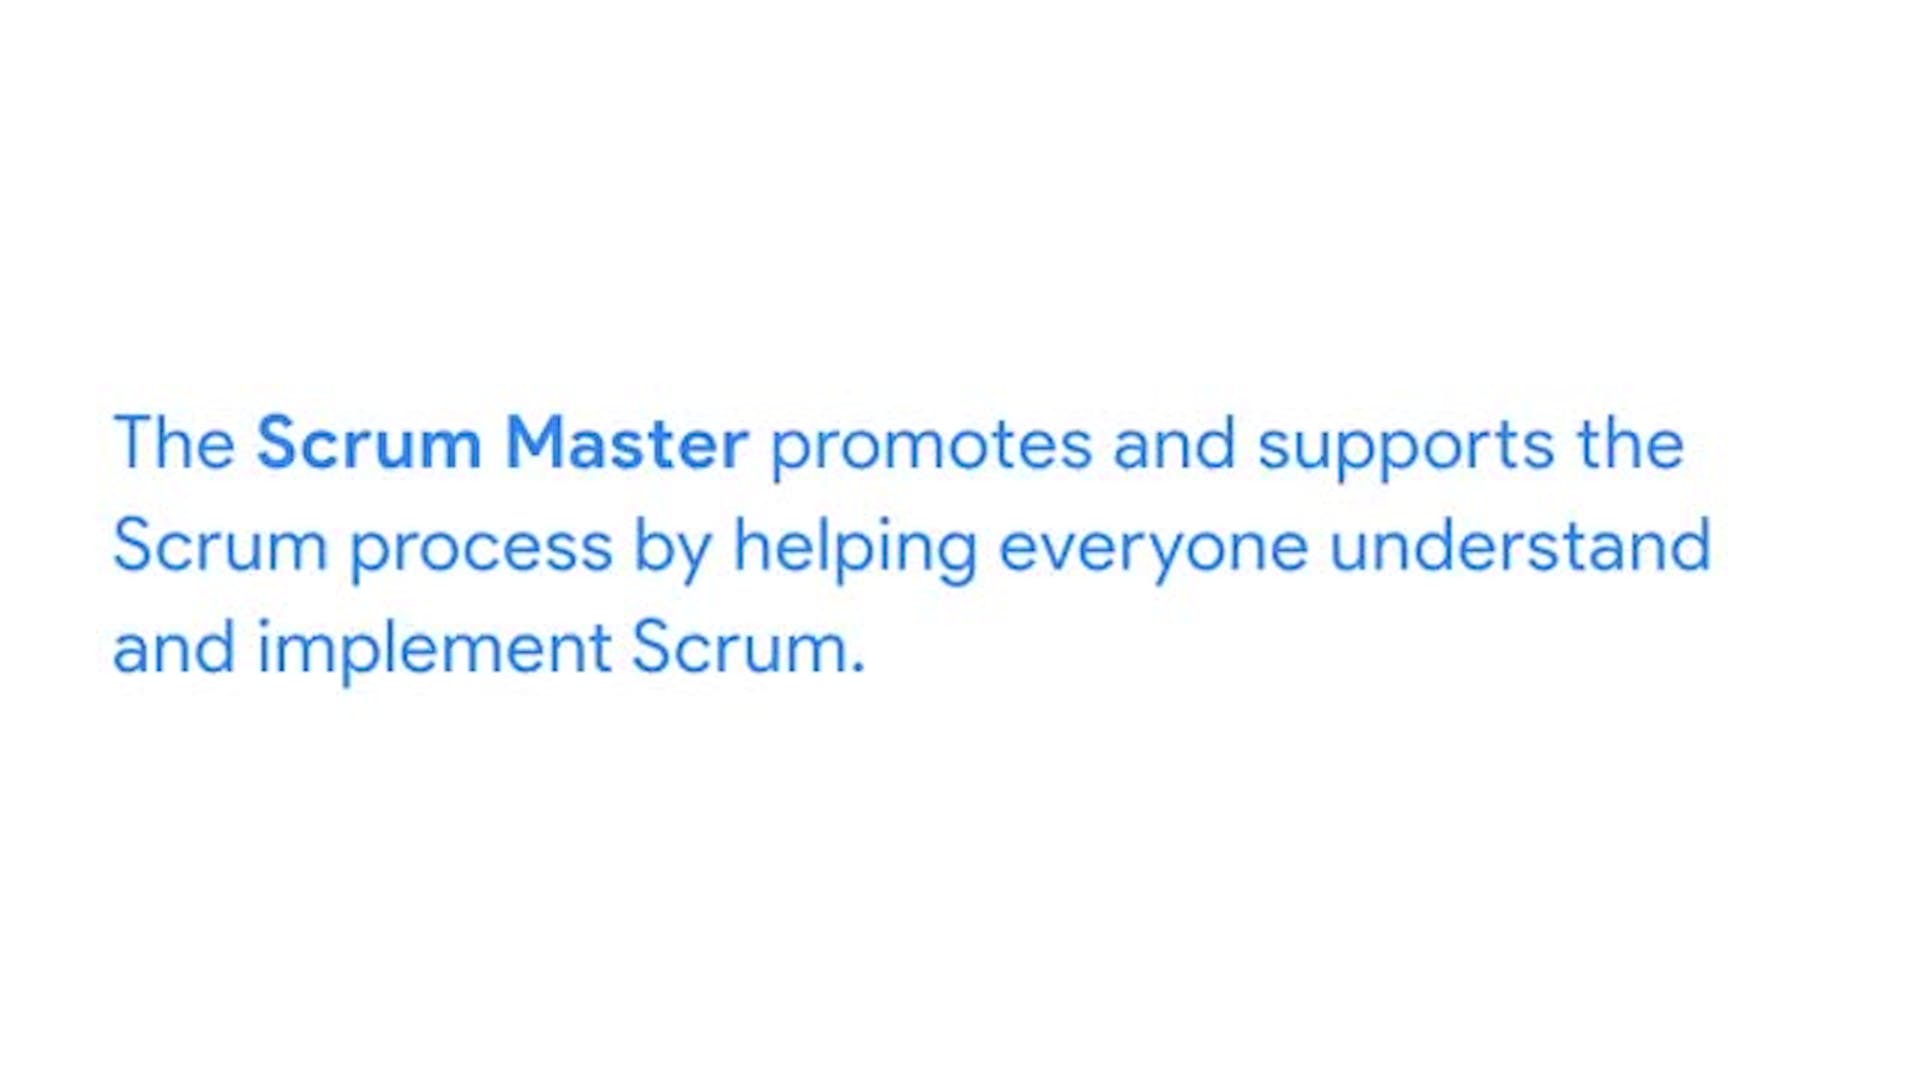 The Scrum Master promotes and supports the
Scrum process by helping everyone understand
and implement Scrum.